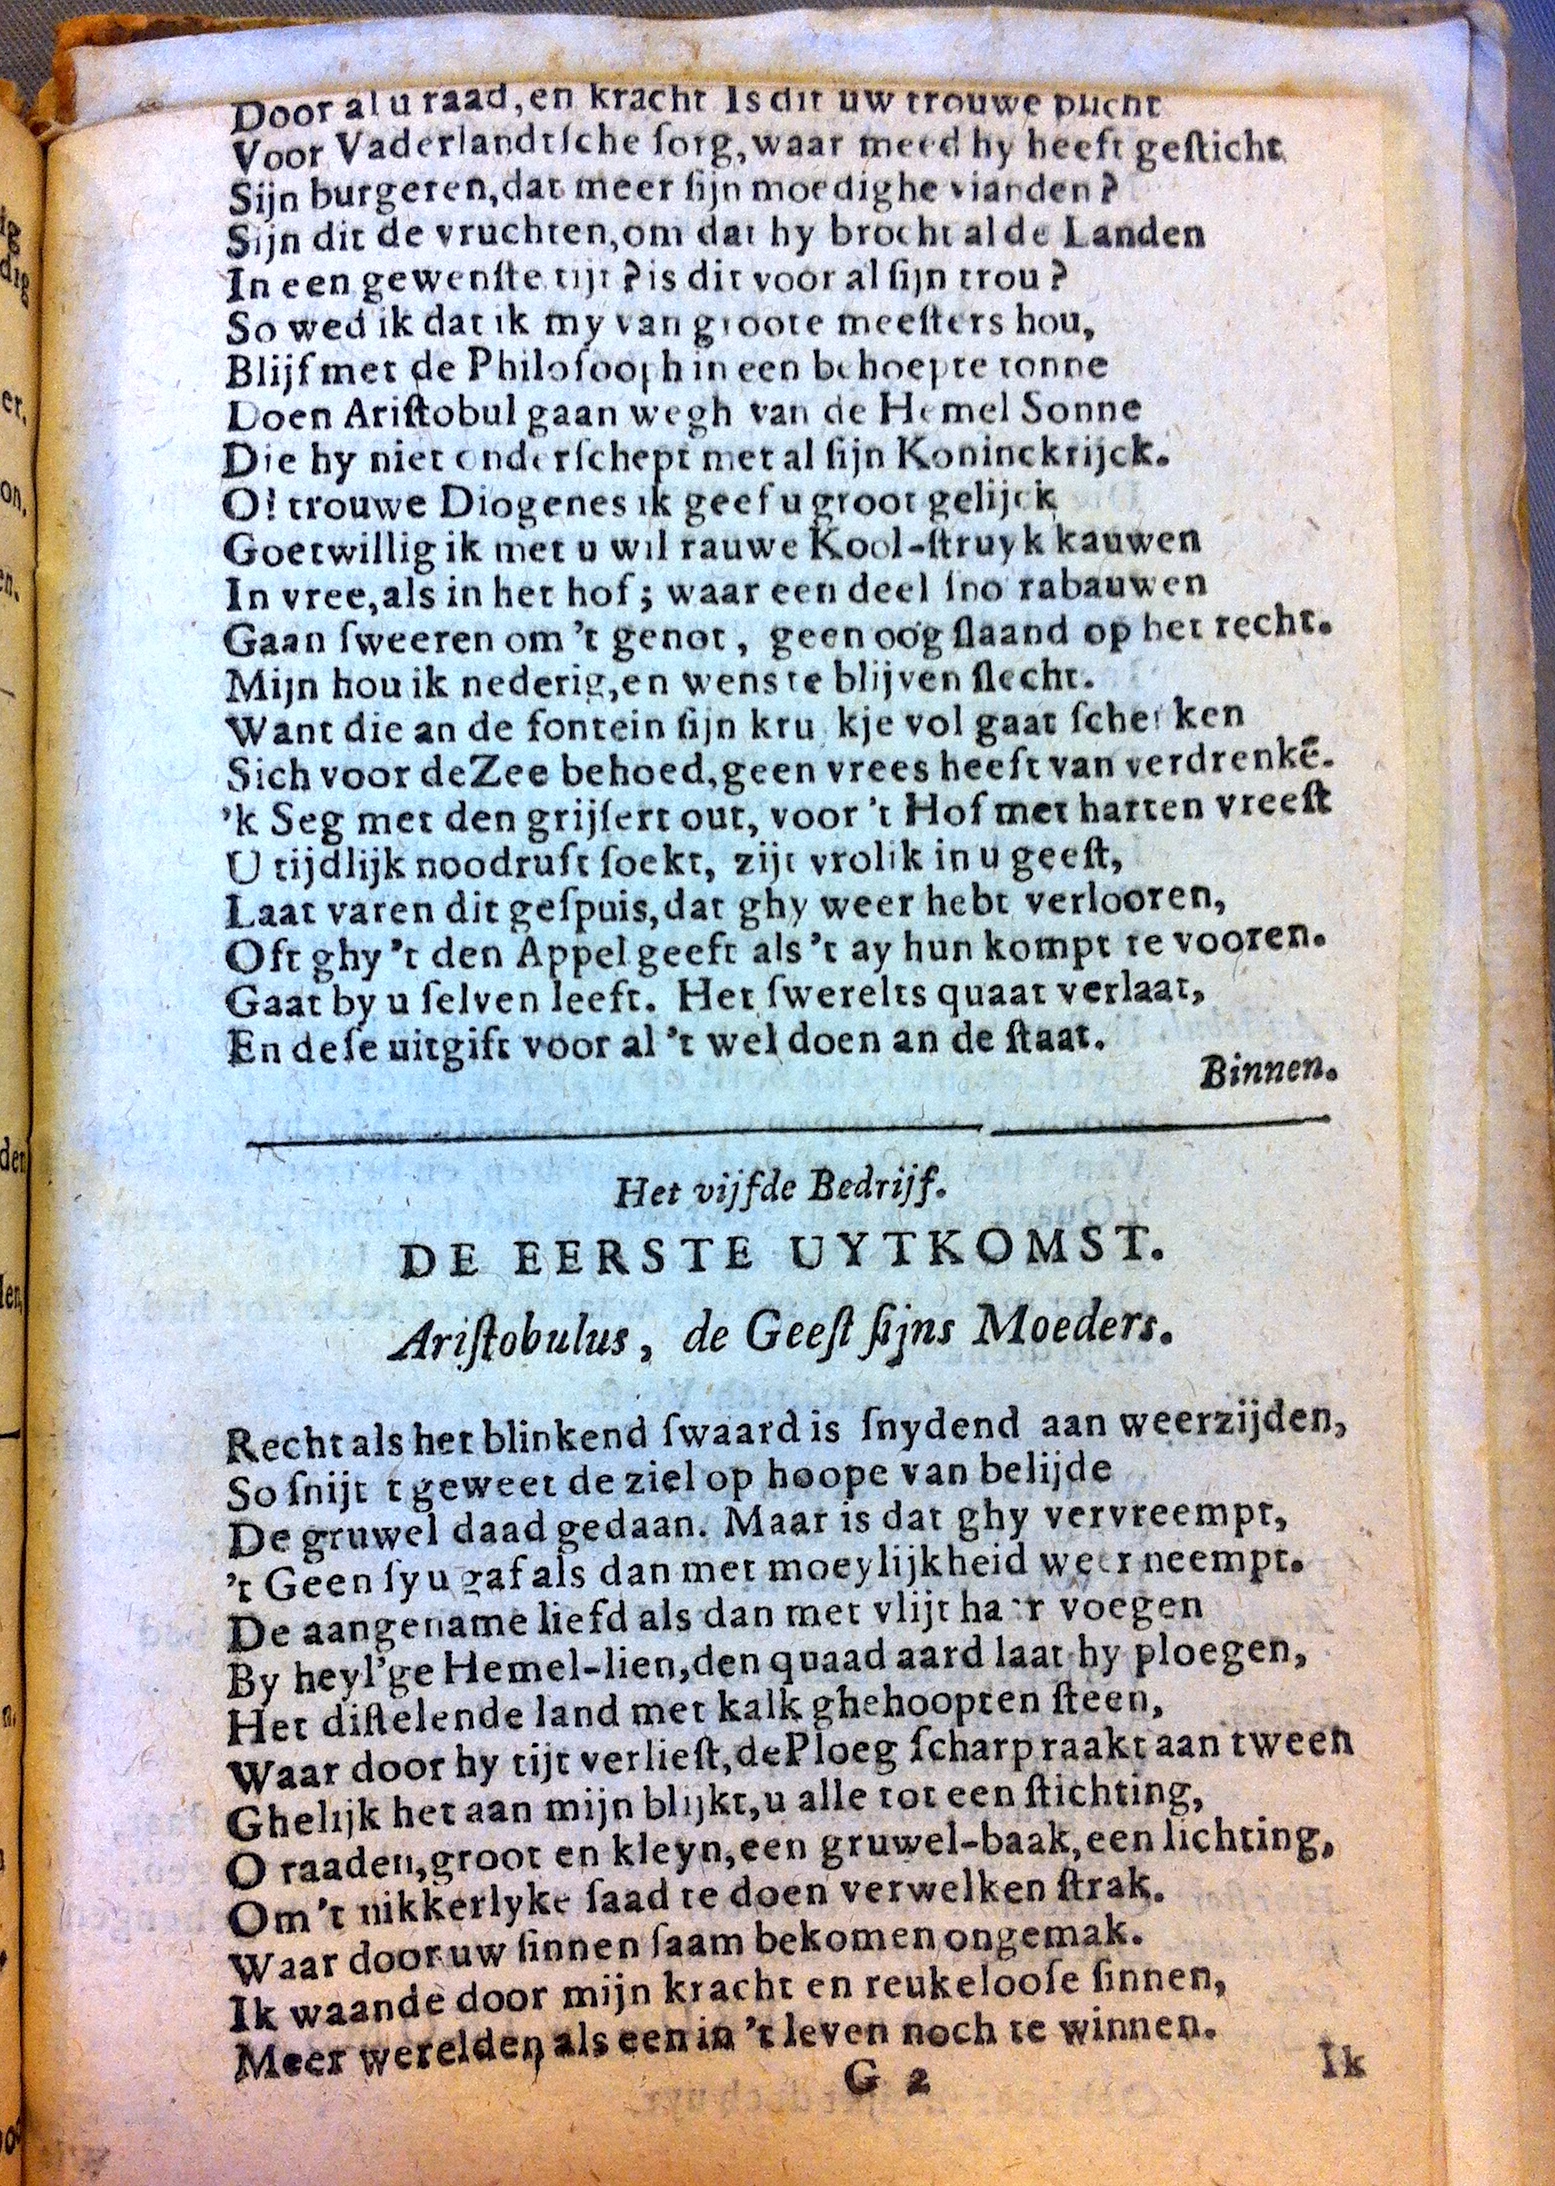 Door al u raad, en kracht Is dit uw trouwe plicht
Voor Vaderlandtſche ſorg, waar meed hy heeft geſticht
Sijn burgeren, dat meer ſijn moedighe vianden?
Sijn dit de vruchten, om dat hy brocht al de Landen
In een gewenſte tijt? is dit voor al ſijn trou?
So wed ik dat ik my van groote meeſters hou,
Blijf met de Philoſooph in een behoepte tonne
Doen Ariſtobul gaan wegh van de Hemel Sonne
Die hy niet onderſchept met al ſijn Koninckrijck.
O! trouwe Diogenes ik geef u groot gelijck
Goetwillig ik met u wil rauwe Kool-ſtruyk kauwen
In vree, als in het hof; waar een deel ſno rabauwen
Gaan ſweeren om 't genot, geen oog ſlaand op het recht.
Mijn hou ik nederig, en wens te blijven ſlecht.
Want die an de fontein ſijn kru kje vol gaat ſchenken
Sich voor de Zee behoed, geen vrees heeft van verdrenkē.
'k Seg met den grijſert out, voor 't Hof met harten vreeſt
U tijdlijk noodruft ſoekt, zijt vrolik in u geeſt,
Laat varen dit geſpuis, dat ghy weer hebt verlooren,
Oft ghy 't den Appel geeft als 't ay hun kompt te vooren.
Gaat by u ſelven leeft. Het ſwerelts quaat verlaat,
En deſe uitgift voor al 't wel doen an de ſtaat.
Binnen.
Het vijfde Bedrijf.
DE EERSTE UYTKOMST.
Ariſtobulus, de Geeſt ſijns Moeders.
Recht als het blinkend ſwaard is ſnydend aan weerzijden,
So ſnijt t geweet de ziel op hoope van belijde
De gruwel daad gedaan. Maar is dat ghy vervreempt,
't Geen ſy u gaf als dan met moeylijkheid weer neempt.
De aangename liefd als dan met vlijt haar voegen
By heyl'ge Hemel-lien, den quaad aard laat hy ploegen,
Het diſtelende land met kalk ghehoopten ſteen,
Waar door hy tijt verlieſt, de Ploeg ſcharp raakt aan tween
Ghelijk het aan mijn blijkt, u alle tot een ſtichting,
O raaden, groot en kleyn, een gruwel-baak, een lichting,
Om 't nikkerlyke ſaad te doen verwelken ſtrak.
Waar door uw ſinnen ſaam bekomen ongemak.
Ik waande door mijn kracht en reukelooſe ſinnen,
Meer werelden als een in 't leven noch te winnen.
G 2
Ik